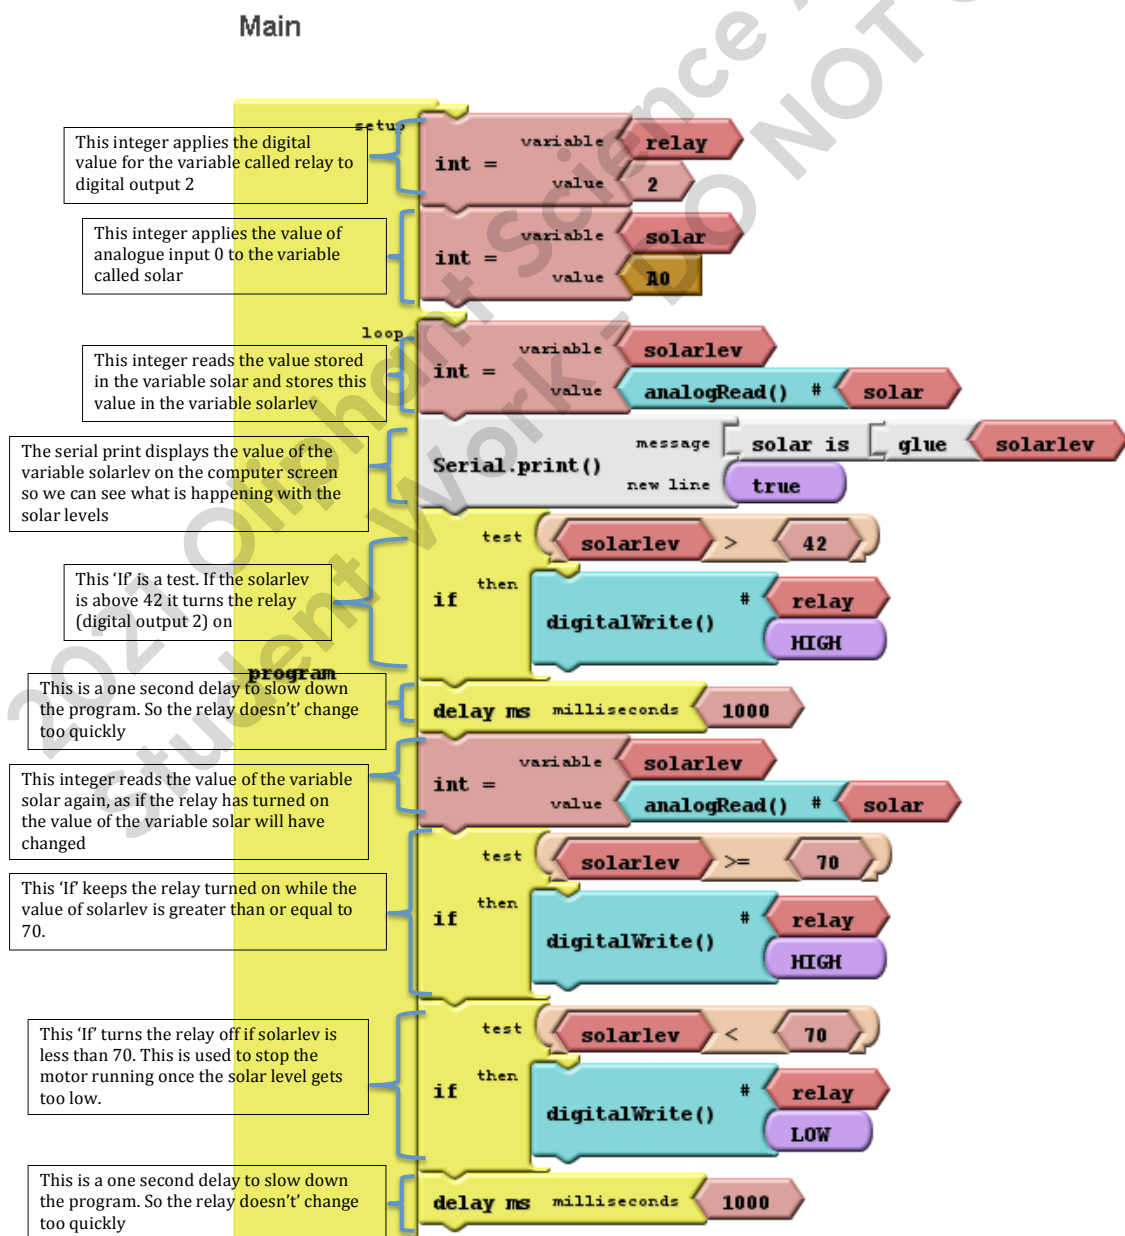 Main
setup
This integer applies the digital
value for the variable called relay to
digital output 2
int =
variable
relay
value
2
This integer applies the value of
analogue input 0 to the variable
called solar
int =
variable
solar
value
A0
loop
This integer reads the value stored
in the variable solar and stores this
value in the variable solarlev
int =
variable
solarlev
value
analogRead() # solar
The serial print displays the value of the
variable solarlev on the computer screen
so we can see what is happening with the
solar levels
Serial.print()
message
solar is glue solarlev
new line
true
This ‘If’ is a test. If the solarlev
is above 42 it turns the relay
(digital output 2) on
if
test
solarlev > 42
then
digitalWrite()
# relay
HIGH
program
This is a one second delay to slow down
the program. So the relay doesn’t’ change
too quickly
delay ms milliseconds 1000
This integer reads the value of the variable
solar again, as if the relay has turned on
the value of the variable solar will have
changed
int =
variable
solarlev
value
analogRead() # solar
This ‘If’ keeps the relay turned on while the
value of solarlev is greater than or equal to
70.
if
test
solarlev >= 70
then
digitalWrite()
# relay
HIGH
This ‘If’ turns the relay off if solarlev is
less than 70. This is used to stop the
motor running once the solar level gets
too low.
if
test
solarlev < 70
then
digitalWrite()
# relay
LOW
This is a one second delay to slow down
the program. So the relay doesn’t’ change
too quickly
delay ms milliseconds 1000
2021 Oliphant Science
Student Work - DO NOT